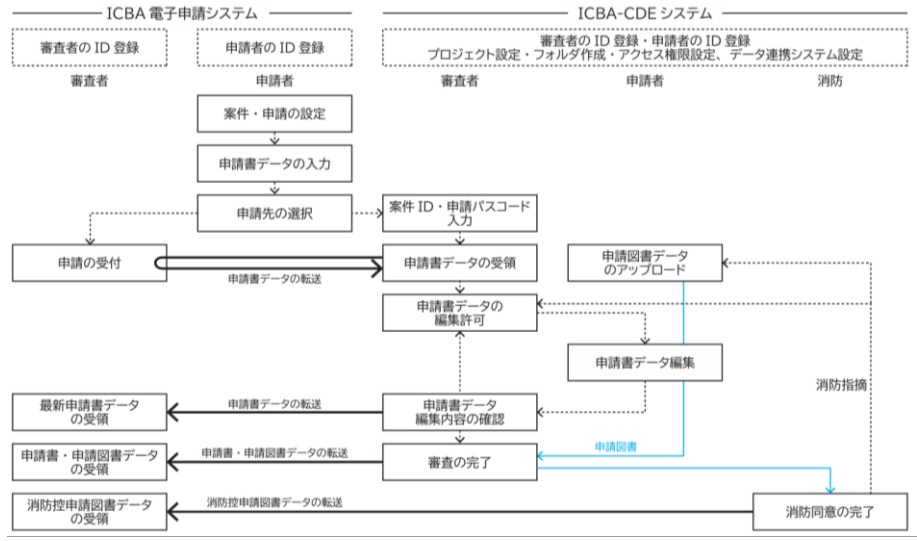 ICBA 電子申請システム
ICBA-CDE システム
審査者の ID 登録
申請者の ID 登録
審査者の ID 登録・申請者の ID 登録
プロジェクト設定・フォルダ作成・アクセス権限設定、データ連携システム設定
審査者
申請者
審査者
申請者
消防
案件・申請の設定
申請書データの入力
申請先の選択
案件 ID・申請パスコード
入力
申請の受付
申請書データの転送
申請書データの受領
申請図書データ
のアップロード
申請書データの
編集許可
申請書データ編集
消防指摘
最新申請書データ
の受領
申請書データの転送
申請書データ
編集内容の確認
申請書・申請図書データ
の受領
申請書・申請図書データの転送
審査の完了
申請図書
消防控申請図書データ
の受領
消防控申請図書データの転送
消防同意の完了